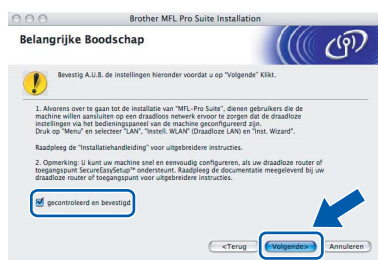 Brother MFL Pro Suite Installation
Belangrijke Boodschap
Bevestig A.U.B. de instellingen hieronder voordat u op "Volgende" Klikt.
1. Alvorens over te gaan tot de installatie van "MFL-Pro Suite", dienen gebruikers die de
machine willen aansluiten op een draadloos netwerk ervoor te zorgen dat de draadloze
instellingen via het bedieningspaneel van de machine geconfigureerd zijn.
Druk op "Menu" en selecteer "LAN", "Instell. WLAN" (Draadloze LAN) en "Inst. Wizard".
Raadpleeg de "Installatiehandleiding" voor uitgebreidere instructies.
2. Opmerking: U kunt uw machine snel en eenvoudig configureren, als uw draadloze router of
toegangspunt SecureEasySetup™ ondersteunt. Raadpleeg de documentatie meegeleverd bij uw
draadloze router of toegangspunt voor uitgebreidere instructies.
gecontroleerd en bevestigd
<Terug Volgende> Annuleren